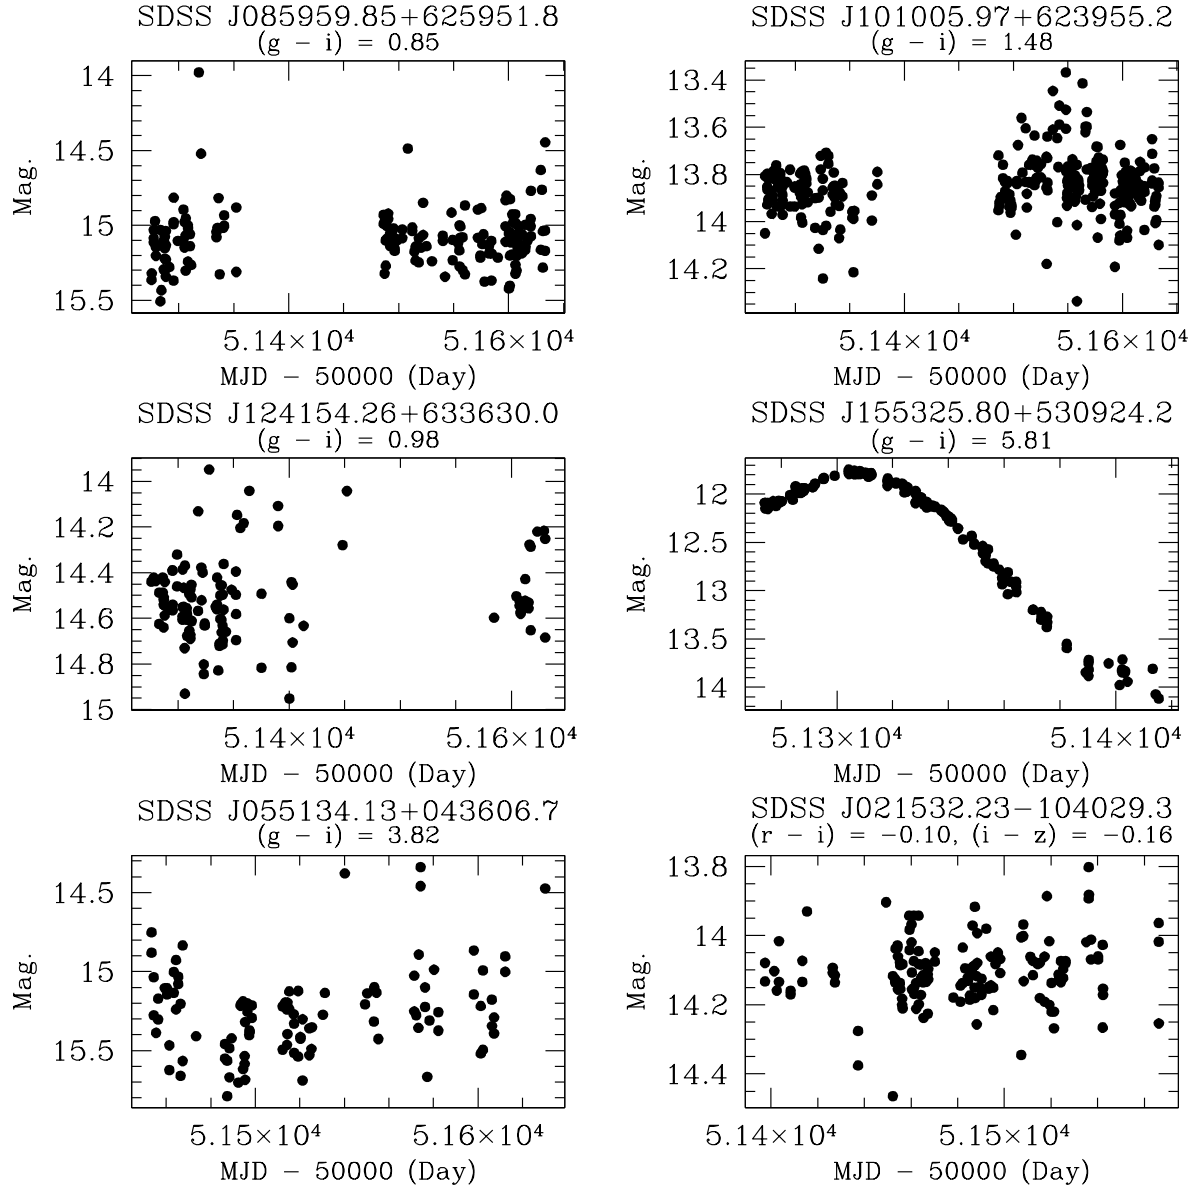 SDSS J085959.85+625951.8
(g − i) = 0.85
14
14.5
15
15.5
Mag.
5.14×10⁴ 5.16×10⁴
MJD − 50000 (Day)
SDSS J101005.97+623955.2
(g − i) = 1.48
13.4
13.6
13.8
14
14.2
Mag.
5.14×10⁴ 5.16×10⁴
MJD − 50000 (Day)
SDSS J124154.26+633630.0
(g − i) = 0.98
14
14.2
14.4
14.6
14.8
15
Mag.
5.14×10⁴ 5.16×10⁴
MJD − 50000 (Day)
SDSS J155325.80+530924.2
(g − i) = 5.81
12
12.5
13
13.5
14
Mag.
5.13×10⁴ 5.14×10⁴
MJD − 50000 (Day)
SDSS J055134.13+043606.7
(g − i) = 3.82
14.5
15
15.5
Mag.
5.15×10⁴ 5.16×10⁴
MJD − 50000 (Day)
SDSS J021532.23−104029.3
(r − i) = −0.10, (i − z) = −0.16
13.8
14
14.2
14.4
Mag.
5.14×10⁴ 5.15×10⁴
MJD − 50000 (Day)